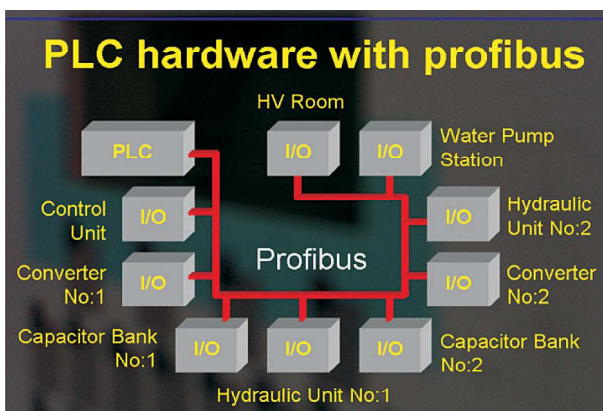 PLC hardware with profibus
HV Room
PLC
I/O
I/O
Water Pump
Station
Control
Unit
I/O
I/O
Hydraulic
Unit No:2
Converter
No:1
I/O
Profibus
I/O
Converter
No:2
Capacitor Bank
No:1
I/O
I/O
I/O
Capacitor Bank
No:2
Hydraulic Unit No:1